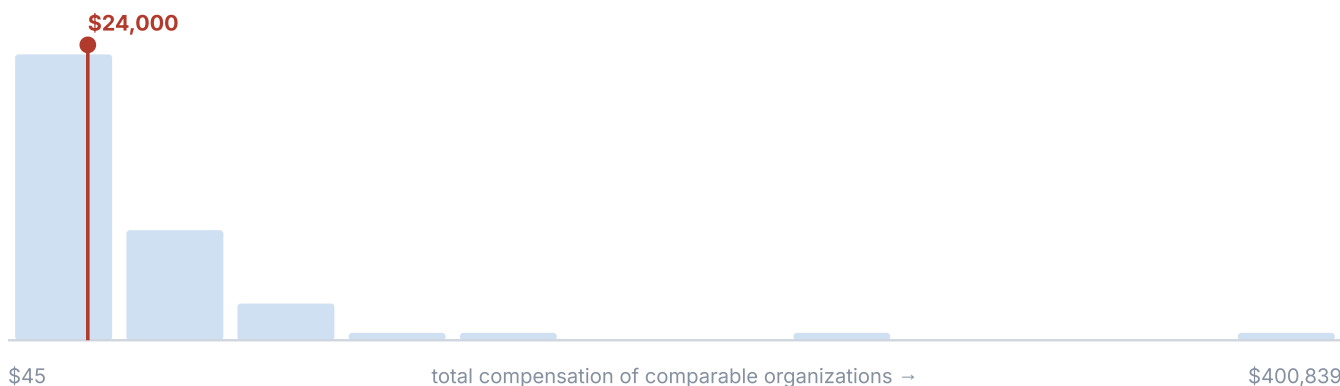 $24,000
$45
total compensation of comparable organizations →
$400,839